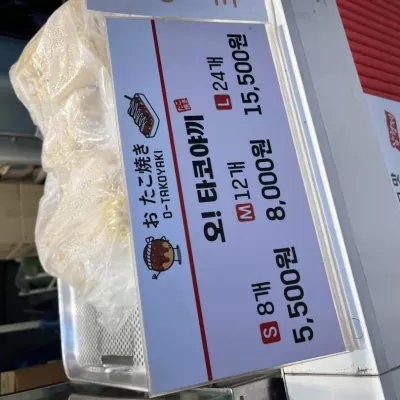 お たこ焼き
O-TAKOYAKI
오! 타코야끼
S 8개
5,500원
M 12개
8,000원
L 24개
15,500원